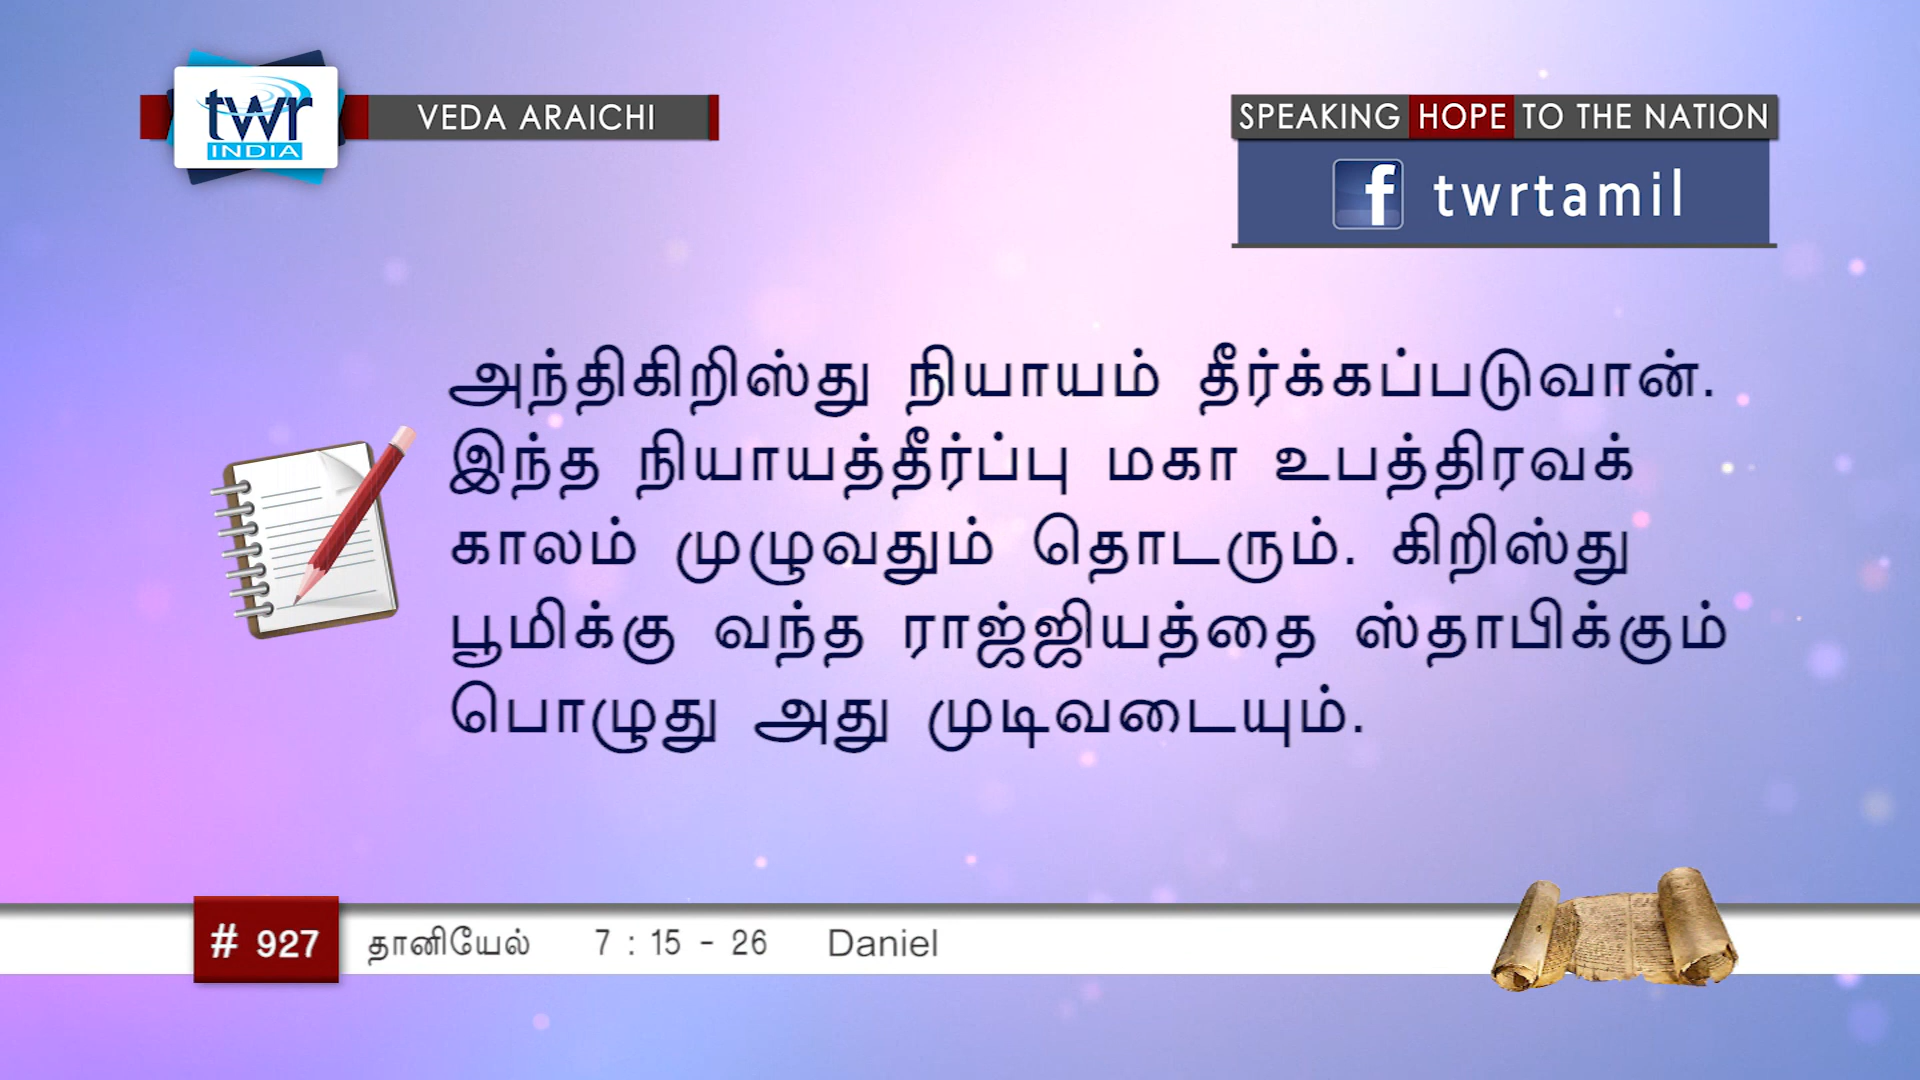 twr
INDIA
VEDA ARAICHI
SPEAKING HOPE TO THE NATION
f twrtamil
அந்திகிறிஸ்து நியாயம் தீர்க்கப்படுவான்.
இந்த நியாயத்தீர்ப்பு மகா உபத்திரவக்
காலம் முழுவதும் தொடரும். கிறிஸ்து
பூமிக்கு வந்த ராஜ்ஜியத்தை ஸ்தாபிக்கும்
பொழுது அது முடிவடையும்.
# 927 தானியேல் 7 : 15 - 26 Daniel